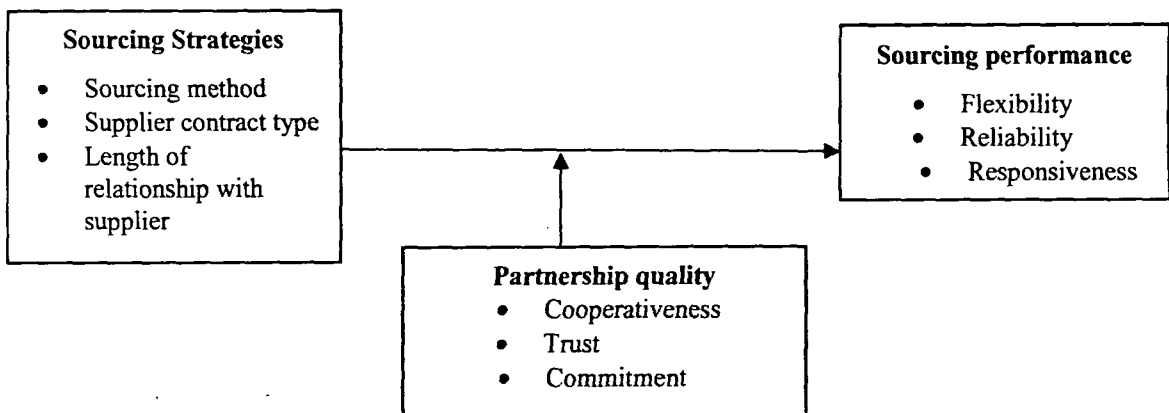 Sourcing Strategies
• Sourcing method
• Supplier contract type
• Length of
relationship with
supplier
Sourcing performance
• Flexibility
• Reliability
• Responsiveness
Partnership quality
• Cooperativeness
• Trust
• Commitment